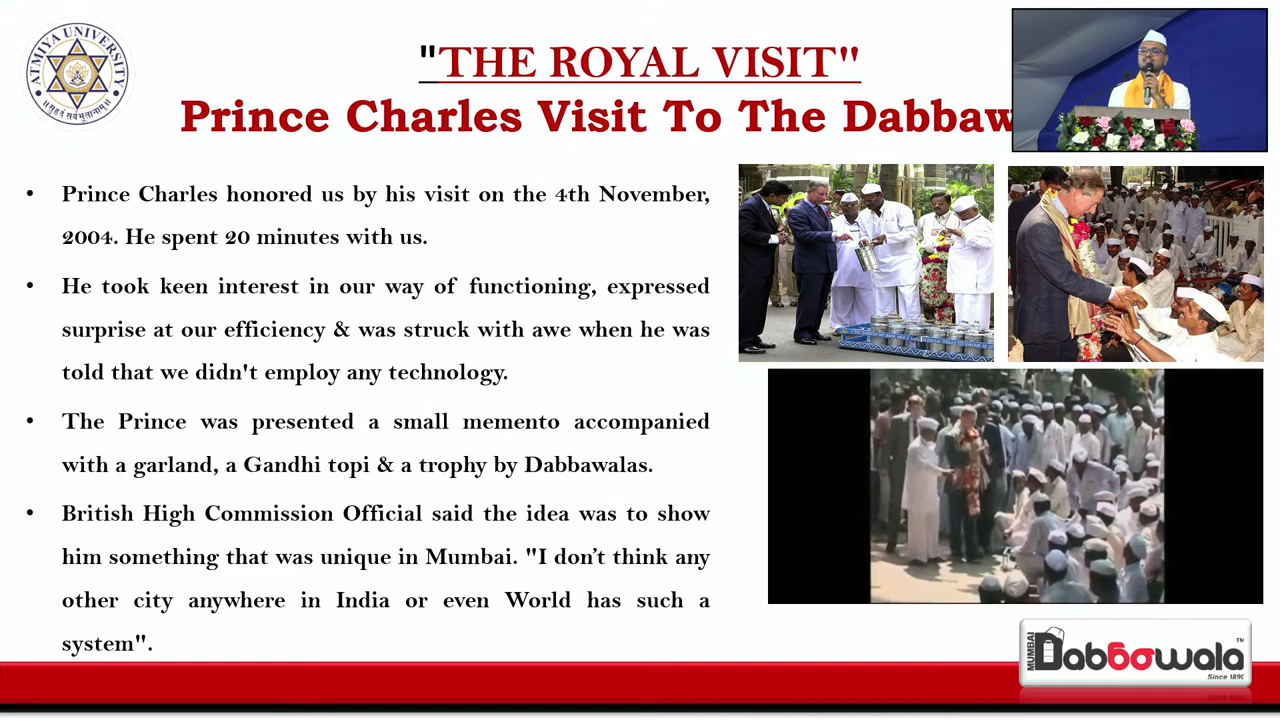 ATMIYA UNIVERSITY
॥सुहृदं सर्वभूतानाम्॥
"THE ROYAL VISIT"
Prince Charles Visit To The Dabbaw
• Prince Charles honored us by his visit on the 4th November,
2004. He spent 20 minutes with us.
• He took keen interest in our way of functioning, expressed
surprise at our efficiency & was struck with awe when he was
told that we didn't employ any technology.
• The Prince was presented a small memento accompanied
with a garland, a Gandhi topi & a trophy by Dabbawalas.
• British High Commission Official said the idea was to show
him something that was unique in Mumbai. "I don’t think any
other city anywhere in India or even World has such a
system".
MUMBAI
Dabbawala
TM
Since 1890